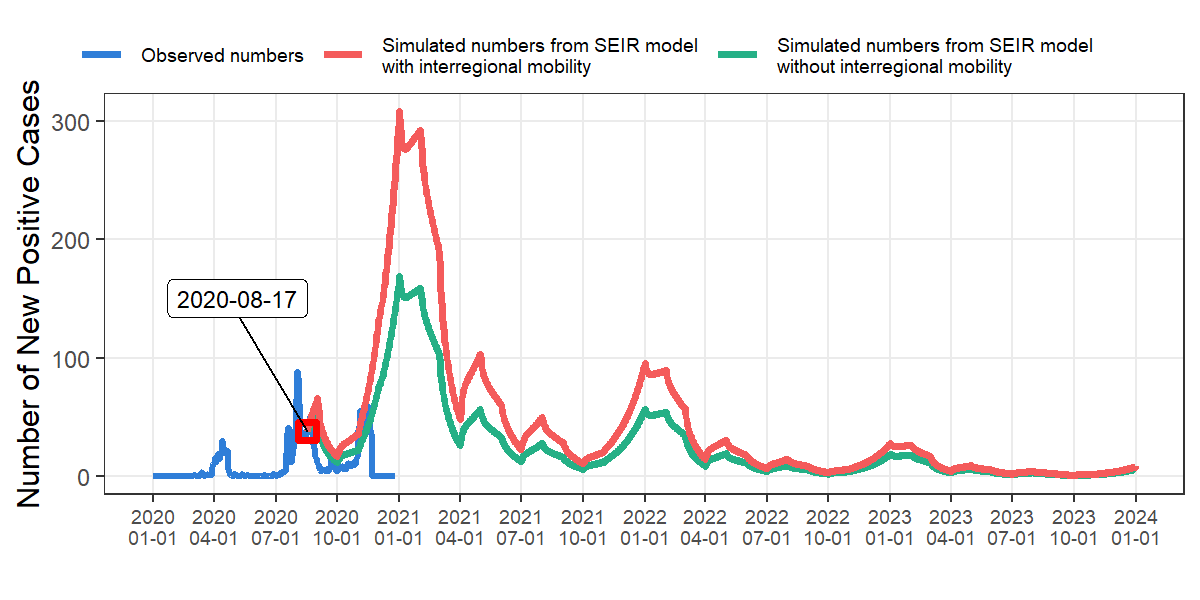 Observed numbers
Simulated numbers from SEIR model
with interregional mobility
Simulated numbers from SEIR model
without interregional mobility
Number of New Positive Cases
300
200
100
0
2020-08-17
2020 2020 2020 2020 2021 2021 2021 2021 2022 2022 2022 2022 2023 2023 2023 2023 2024
01-01 04-01 07-01 10-01 01-01 04-01 07-01 10-01 01-01 04-01 07-01 10-01 01-01 04-01 07-01 10-01 01-01